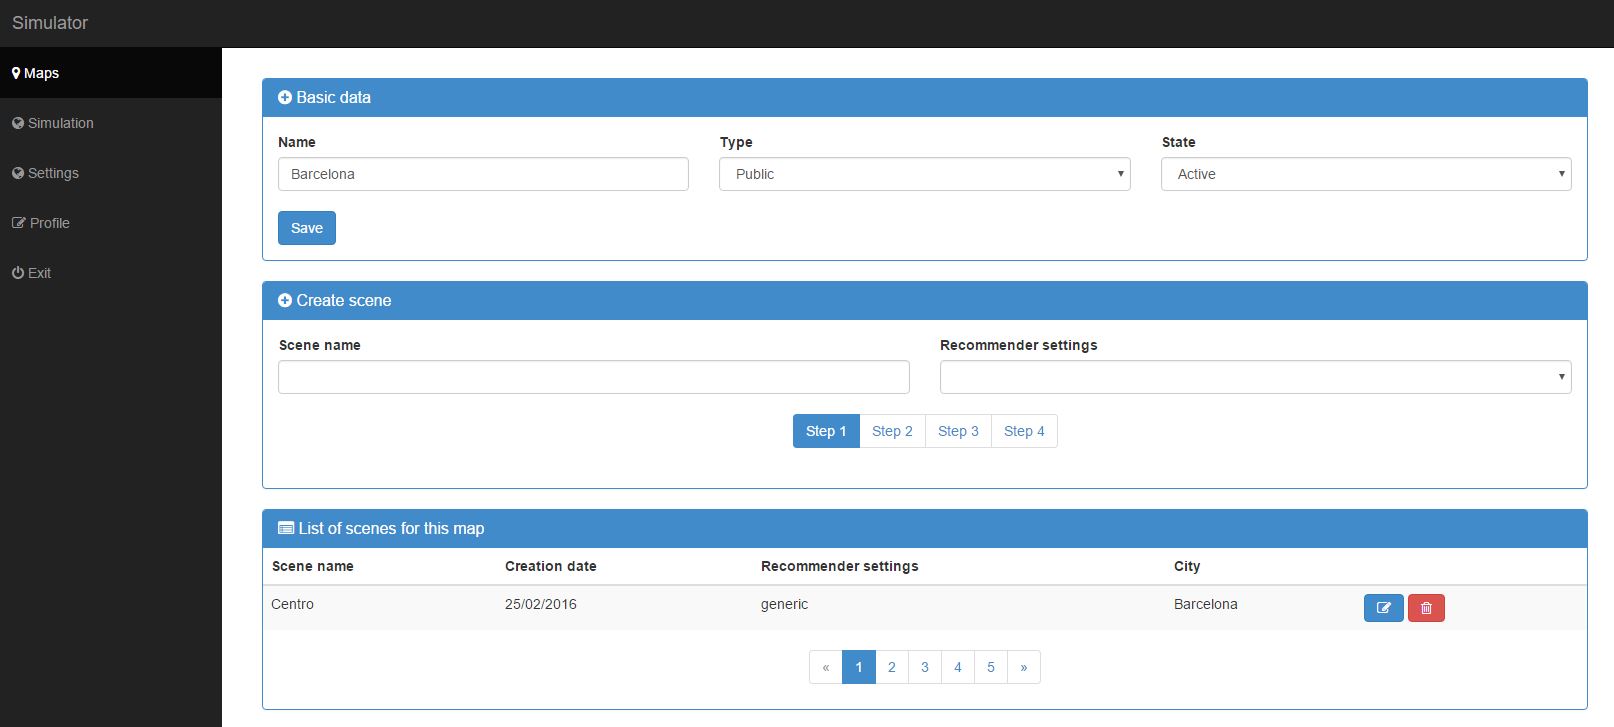 Simulator
Maps
Simulation
Settings
Profile
Exit
Basic data
Name Type State
Barcelona Public Active
Save
Create scene
Scene name Recommender settings
Step 1 Step 2 Step 3 Step 4
List of scenes for this map
Scene name Creation date Recommender settings City
Centro 25/02/2016 generic Barcelona
« 1 2 3 4 5 »